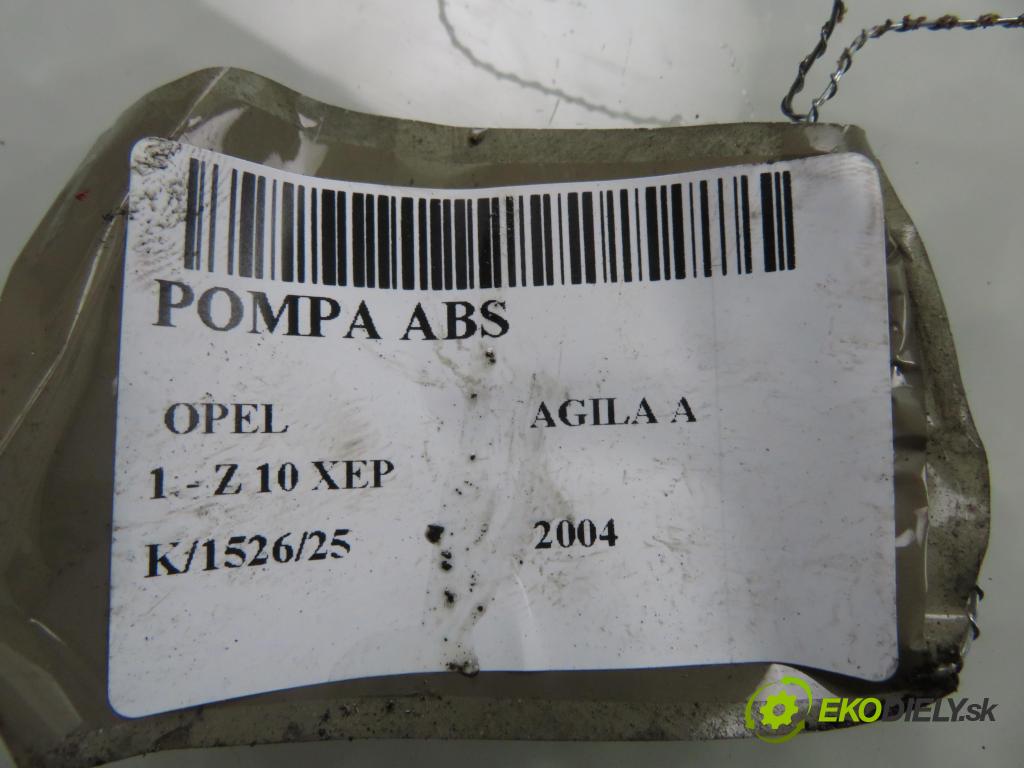 POMPA ABS
OPEL AGILA A
1 - Z 10 XEP
K/1526/25 2004
EKODIELY.sk